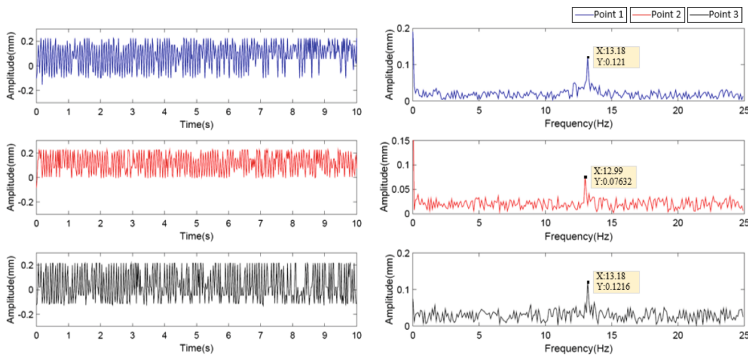 Point 1 Point 2 Point 3
Amplitude(mm)
0.2
0
-0.2
0 1 2 3 4 5 6 7 8 9 10
Time(s)
Amplitude(mm)
0.2
0.1
0
X:13.18
Y:0.121
0 5 10 15 20 25
Frequency(Hz)
Amplitude(mm)
0.2
0
-0.2
0 1 2 3 4 5 6 7 8 9 10
Time(s)
Amplitude(mm)
0.15
0.1
0.05
0
X:12.99
Y:0.07632
0 5 10 15 20 25
Frequency(Hz)
Amplitude(mm)
0.2
0
-0.2
0 1 2 3 4 5 6 7 8 9 10
Time(s)
Amplitude(mm)
0.2
0.1
0
X:13.18
Y:0.1216
0 5 10 15 20 25
Frequency(Hz)